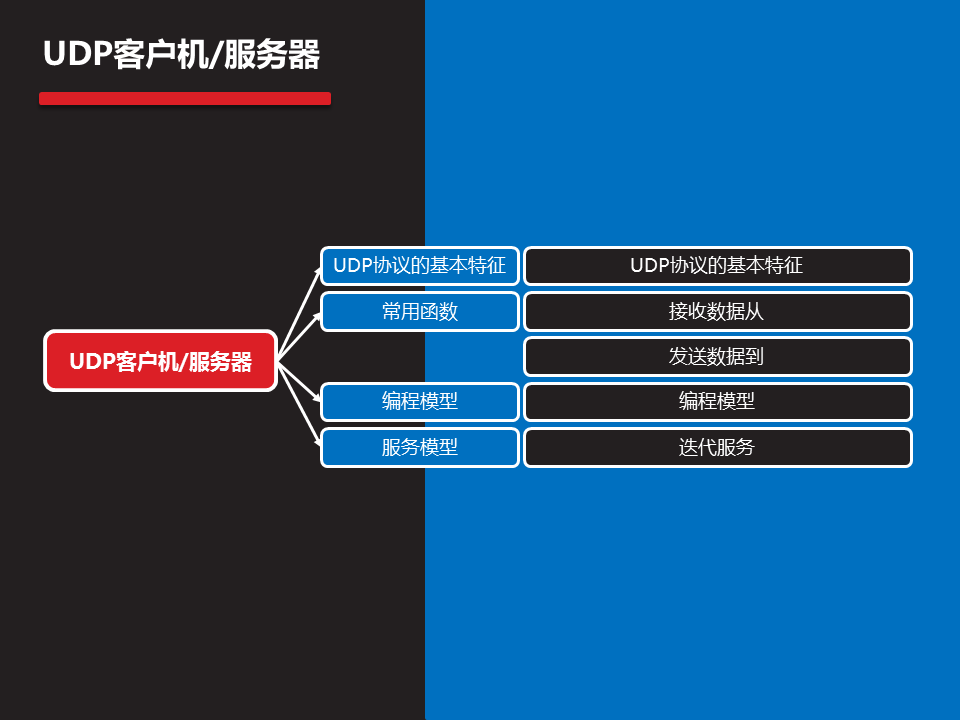 UDP客户机/服务器
UDP协议的基本特征
UDP协议的基本特征
常用函数
接收数据从
发送数据到
UDP客户机/服务器
编程模型
编程模型
服务模型
迭代服务